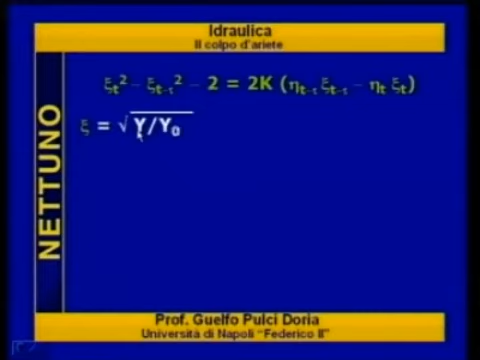 Idraulica
Il colpo d'ariete
ξt² – ξt-τ² – 2 = 2K (ηt-τ ξt-τ – ηt ξt)
ξ = √Y/Y₀
NETTUNO
Prof. Guelfo Pulci Doria
Università di Napoli "Federico II"